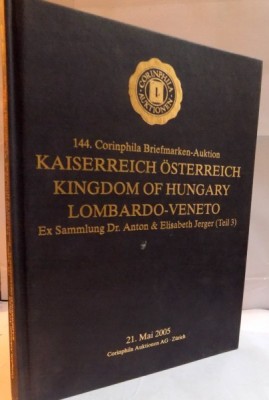 CORINPHILA
AUKTIONEN
144. Corinphila Briefmarken-Auktion
KAISERREICH ÖSTERREICH
KINGDOM OF HUNGARY
LOMBARDO-VENETO
Ex Sammlung Dr. Anton & Elisabeth Jerger (Teil 3)
21. Mai 2005
Corinphila Auktionen AG · Zürich